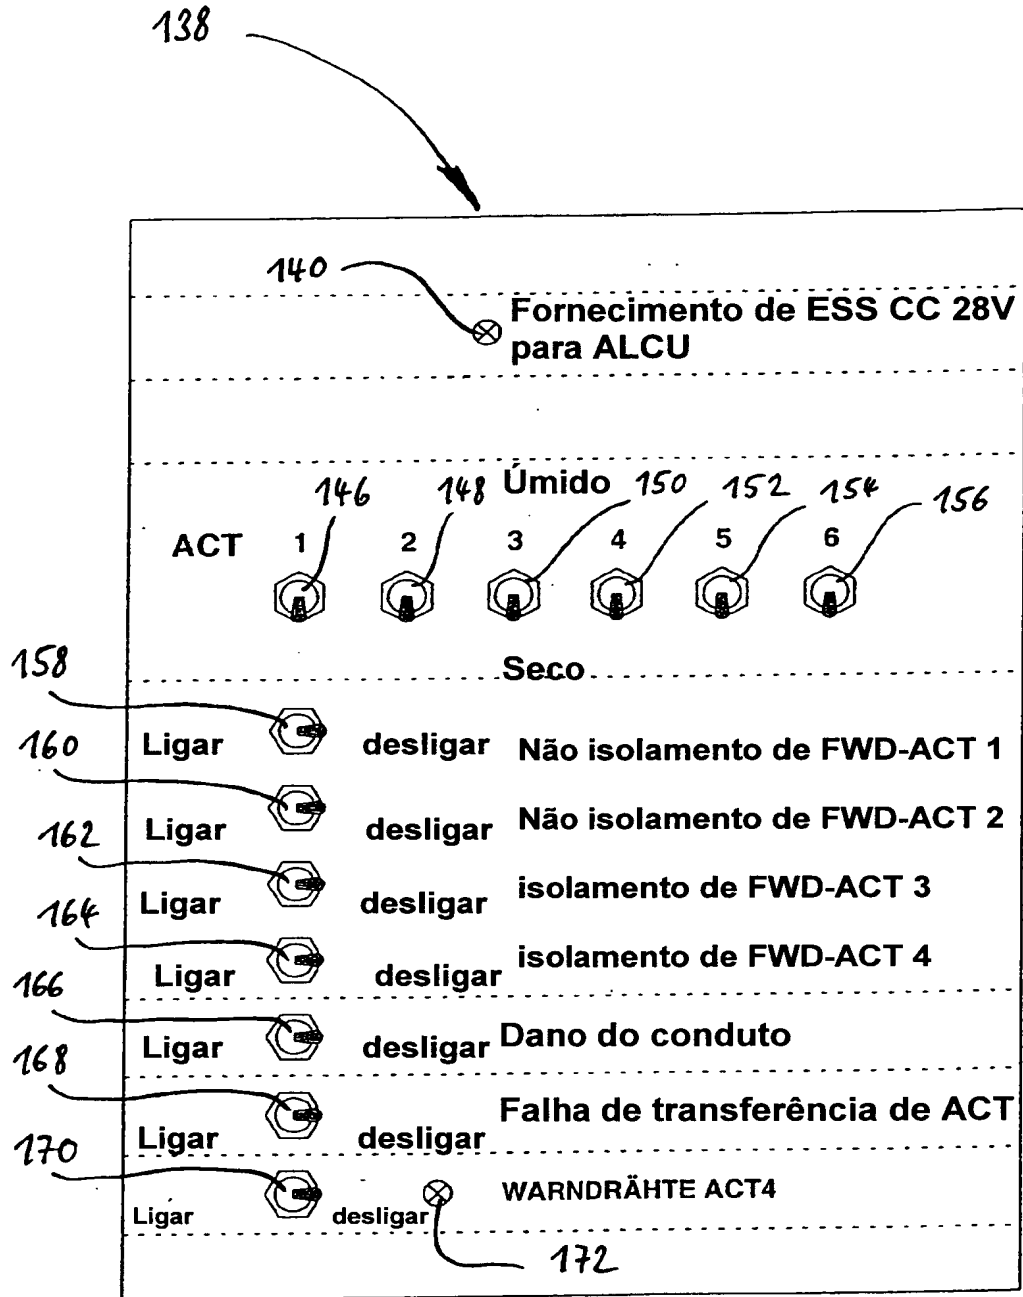 138
140
Fornecimento de ESS CC 28V
para ALCU
Úmido
146 148 150 152 154 156
ACT 1 2 3 4 5 6
Seco
158
Ligar desligar Não isolamento de FWD-ACT 1
160
Ligar desligar Não isolamento de FWD-ACT 2
162
Ligar desligar isolamento de FWD-ACT 3
164
Ligar desligar isolamento de FWD-ACT 4
166
Ligar desligar Dano do conduto
168
Ligar desligar Falha de transferência de ACT
170
Ligar desligar WARNDRÄHTE ACT4
172